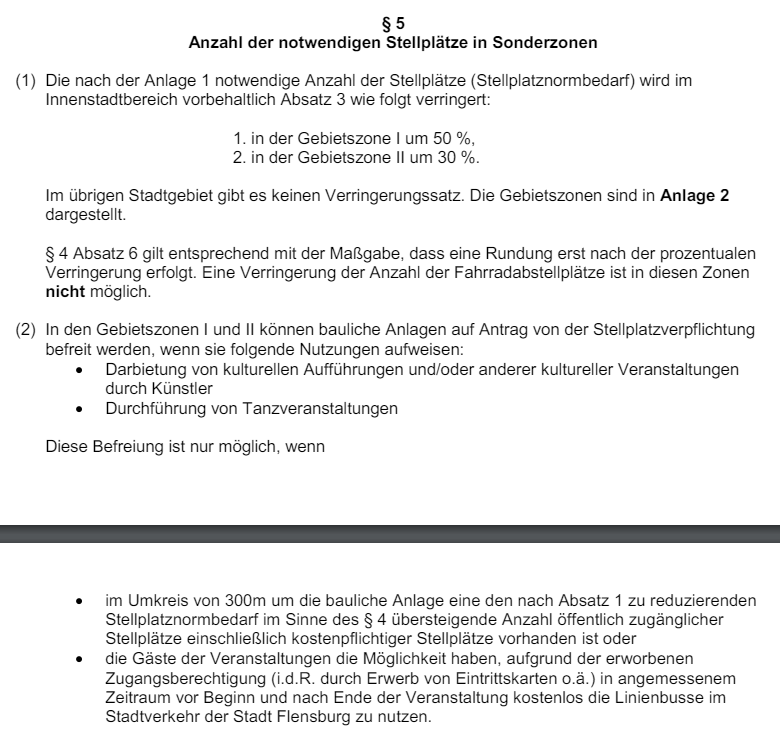 § 5
Anzahl der notwendigen Stellplätze in Sonderzonen
(1) Die nach der Anlage 1 notwendige Anzahl der Stellplätze (Stellplatznormbedarf) wird im
Innenstadtbereich vorbehaltlich Absatz 3 wie folgt verringert:
1. in der Gebietszone I um 50 %,
2. in der Gebietszone II um 30 %.
Im übrigen Stadtgebiet gibt es keinen Verringerungssatz. Die Gebietszonen sind in Anlage 2
dargestellt.
§ 4 Absatz 6 gilt entsprechend mit der Maßgabe, dass eine Rundung erst nach der prozentualen
Verringerung erfolgt. Eine Verringerung der Anzahl der Fahrradabstellplätze ist in diesen Zonen
nicht möglich.
(2) In den Gebietszonen I und II können bauliche Anlagen auf Antrag von der Stellplatzverpflichtung
befreit werden, wenn sie folgende Nutzungen aufweisen:
• Darbietung von kulturellen Aufführungen und/oder anderer kultureller Veranstaltungen
durch Künstler
• Durchführung von Tanzveranstaltungen
Diese Befreiung ist nur möglich, wenn
• im Umkreis von 300m um die bauliche Anlage eine den nach Absatz 1 zu reduzierenden
Stellplatznormbedarf im Sinne des § 4 übersteigende Anzahl öffentlich zugänglicher
Stellplätze einschließlich kostenpflichtiger Stellplätze vorhanden ist oder
• die Gäste der Veranstaltungen die Möglichkeit haben, aufgrund der erworbenen
Zugangsberechtigung (i.d.R. durch Erwerb von Eintrittskarten o.ä.) in angemessenem
Zeitraum vor Beginn und nach Ende der Veranstaltung kostenlos die Linienbusse im
Stadtverkehr der Stadt Flensburg zu nutzen.